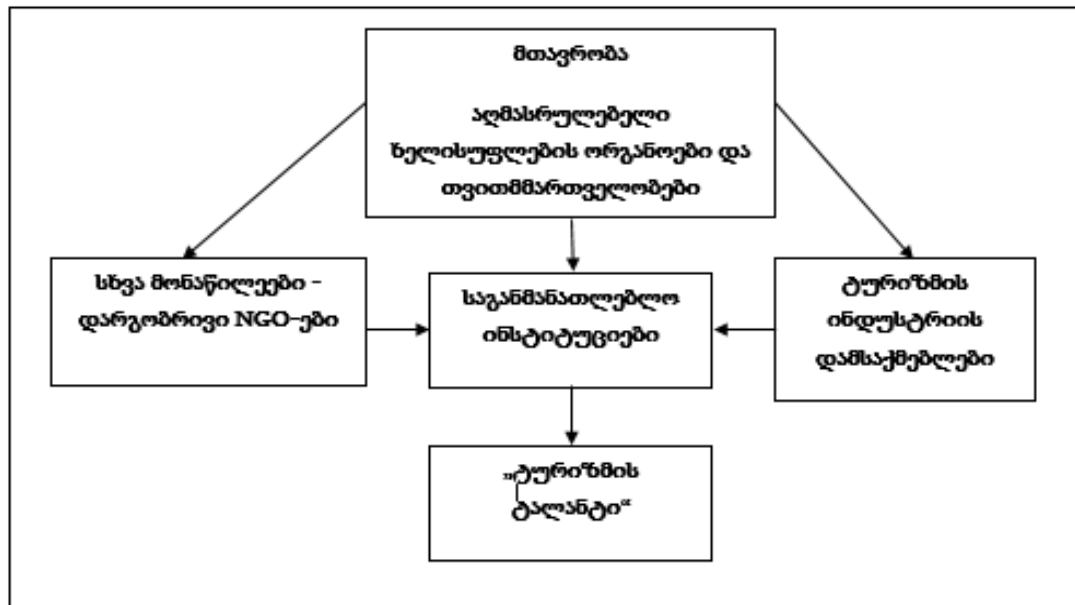 მთავრობა
აღმასრულებელი
ხელისუფლების ორგანოები და
თვითმმართველობები
სხვა მონაწილეები -
დარგობრივი NGO-ები
საგანმანათლებლო
ინსტიტუციები
ტურიზმის
ინდუსტრიის
დამსაქმებლები
„ტურიზმის
ტალანტი“